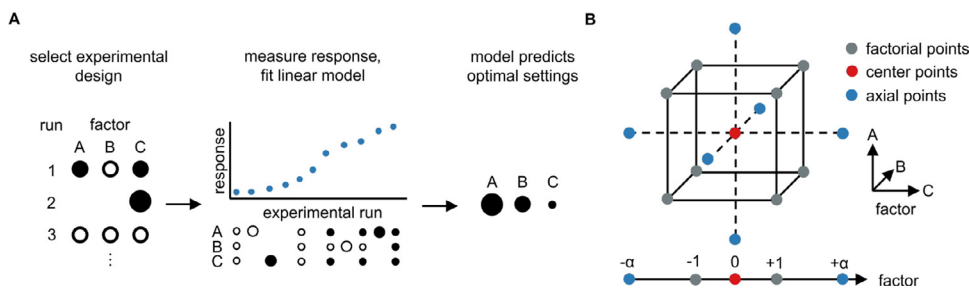 A
select experimental
design
run factor
A B C
1
2
3
⋮
measure response,
fit linear model
response
experimental run
A
B
C
model predicts
optimal settings
A B C
B
factorial points
center points
axial points
A
B
C
factor
-α -1 0 +1 +α
factor